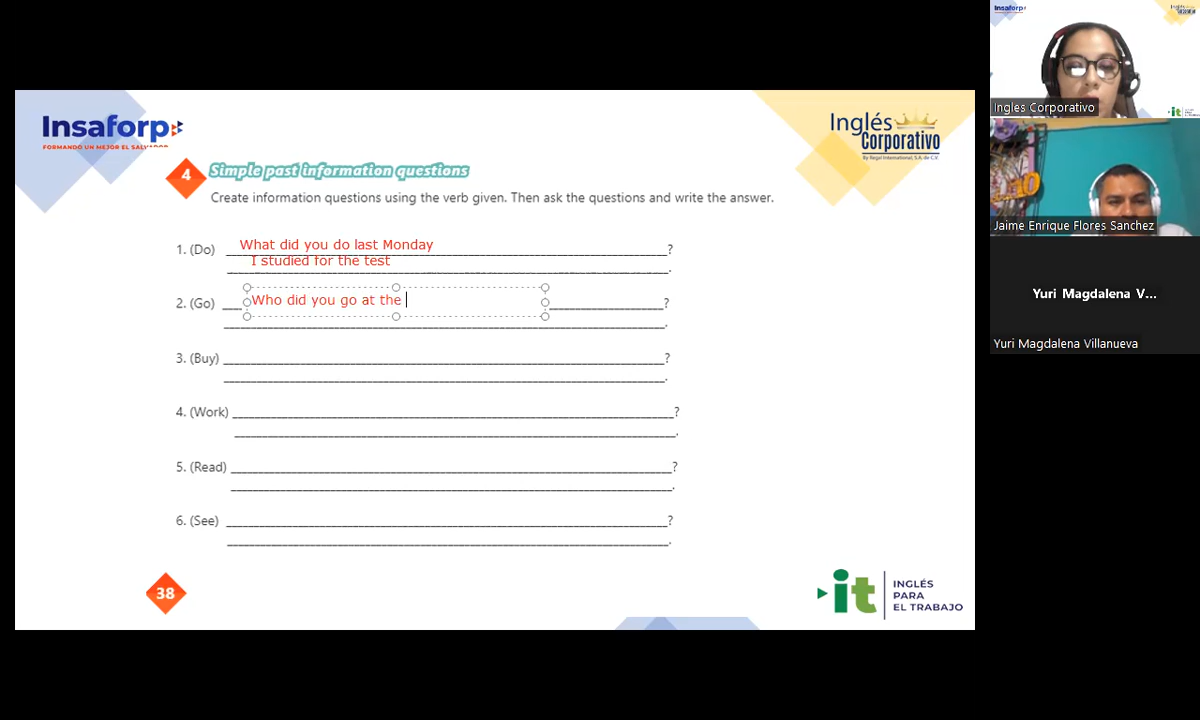 Insaforp
FORMANDO UN MEJOR EL SALVADOR
Inglés
Corporativo
By Regal International, S.A. de C.V.
4
Simple past information questions
Create information questions using the verb given. Then ask the questions and write the answer.
1. (Do) What did you do last Monday ?
I studied for the test .
2. (Go) Who did you go at the ?
.
3. (Buy) ?
.
4. (Work) ?
.
5. (Read) ?
.
6. (See) ?
.
38
it
INGLÉS
PARA
EL TRABAJO
Insaforp
Ingles Corporativo
Jaime Enrique Flores Sanchez
Yuri Magdalena V...
Yuri Magdalena Villanueva